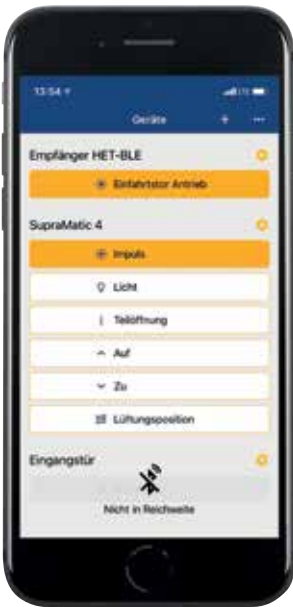 13:54
Geräte
Empfänger HET-BLE
Einfahrtstor Antrieb
SupraMatic 4
Impuls
Licht
Teilöffnung
Auf
Zu
Lüftungsposition
Eingangstür
Nicht in Reichweite